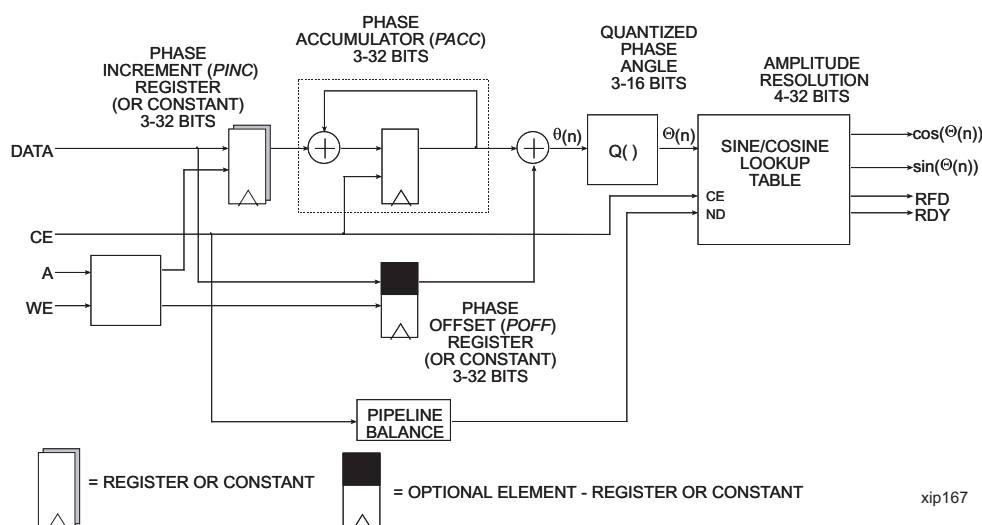 PHASE
ACCUMULATOR (PACC)
3-32 BITS
PHASE
INCREMENT (PINC)
REGISTER
(OR CONSTANT)
3-32 BITS
QUANTIZED
PHASE
ANGLE
3-16 BITS
AMPLITUDE
RESOLUTION
4-32 BITS
DATA
θ(n)
Q( )
Θ(n)
SINE/COSINE
LOOKUP
TABLE
CE
ND
cos(Θ(n))
sin(Θ(n))
RFD
RDY
CE
A
WE
PHASE
OFFSET (POFF)
REGISTER
(OR CONSTANT)
3-32 BITS
PIPELINE
BALANCE
= REGISTER OR CONSTANT
= OPTIONAL ELEMENT - REGISTER OR CONSTANT
xip167